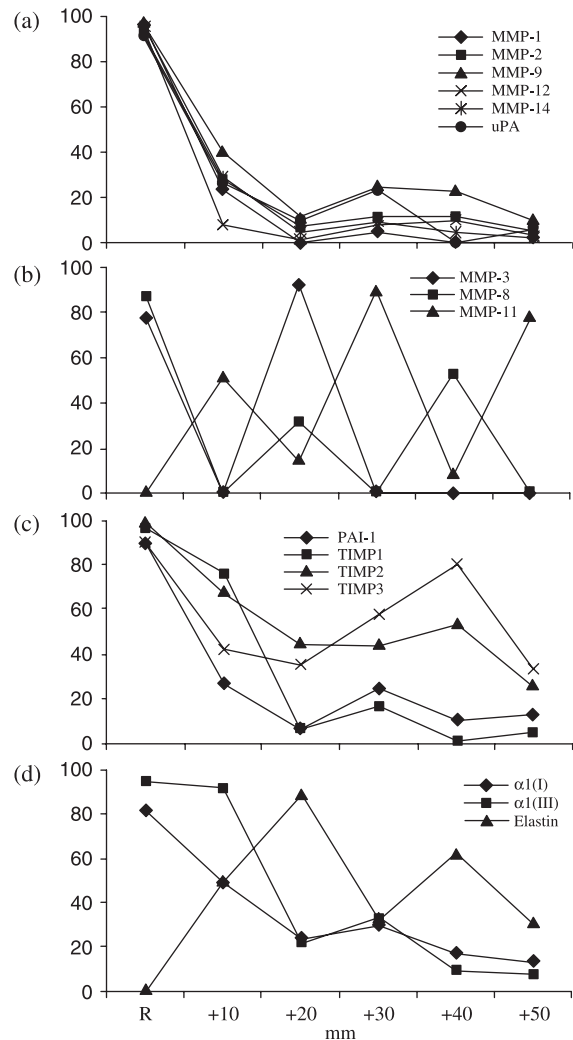 (a)
100
80
60
40
20
0
MMP-1
MMP-2
MMP-9
MMP-12
MMP-14
uPA
(b)
100
80
60
40
20
0
MMP-3
MMP-8
MMP-11
(c)
100
80
60
40
20
0
PAI-1
TIMP1
TIMP2
TIMP3
(d)
100
80
60
40
20
0
α1(I)
α1(III)
Elastin
R +10 +20 +30 +40 +50
mm